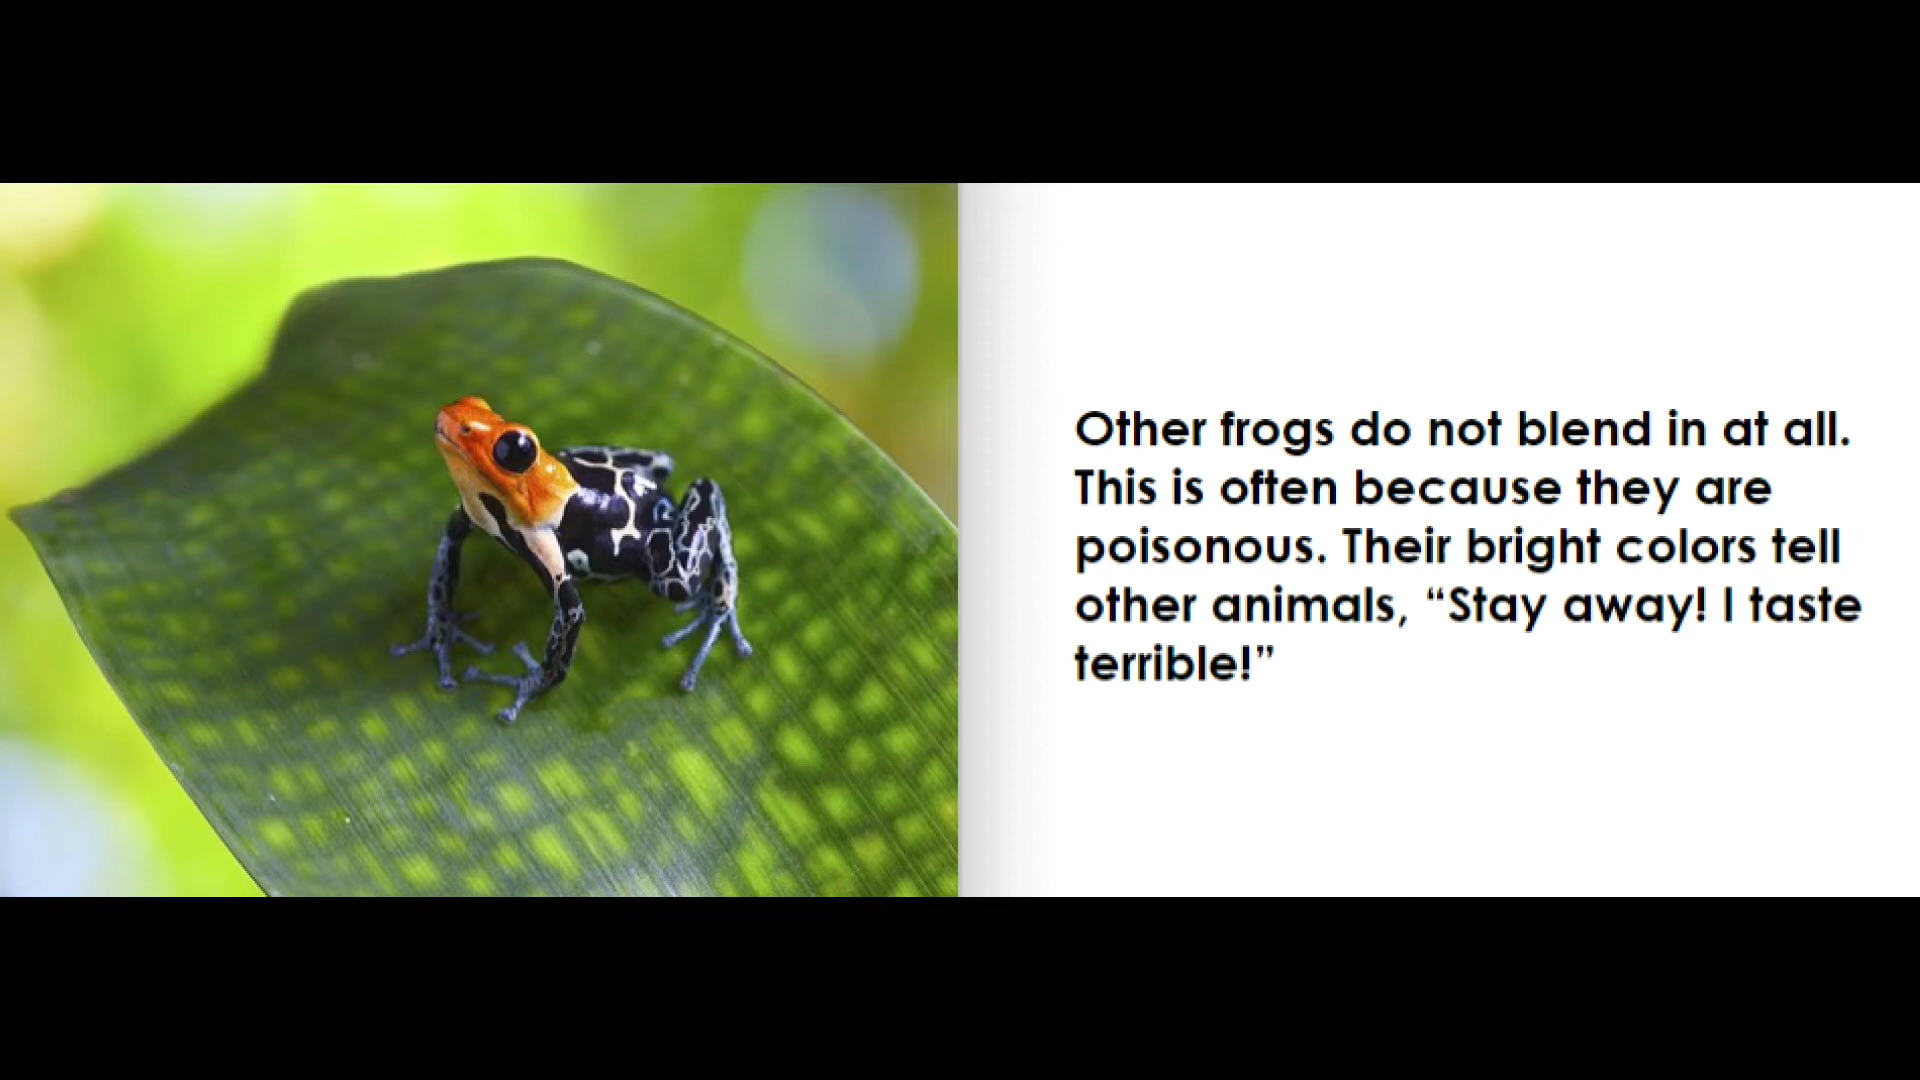 Other frogs do not blend in at all.
This is often because they are
poisonous. Their bright colors tell
other animals, “Stay away! I taste
terrible!”